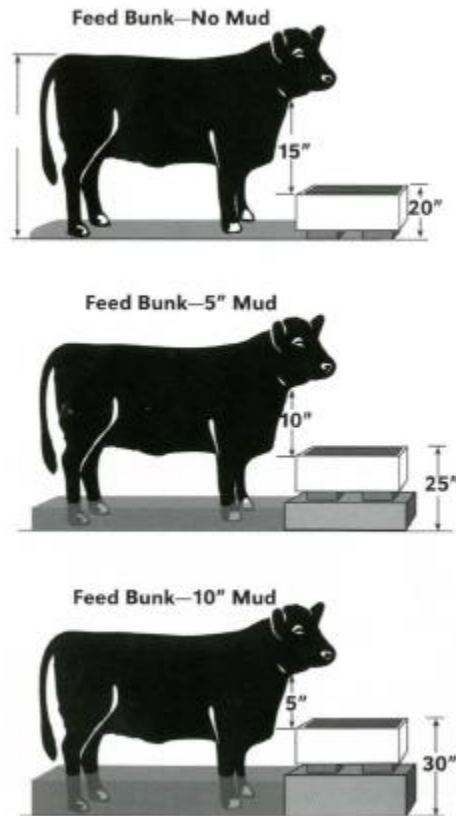 Feed Bunk—No Mud
15"
20"
Feed Bunk—5" Mud
10"
25"
Feed Bunk—10" Mud
5"
30"